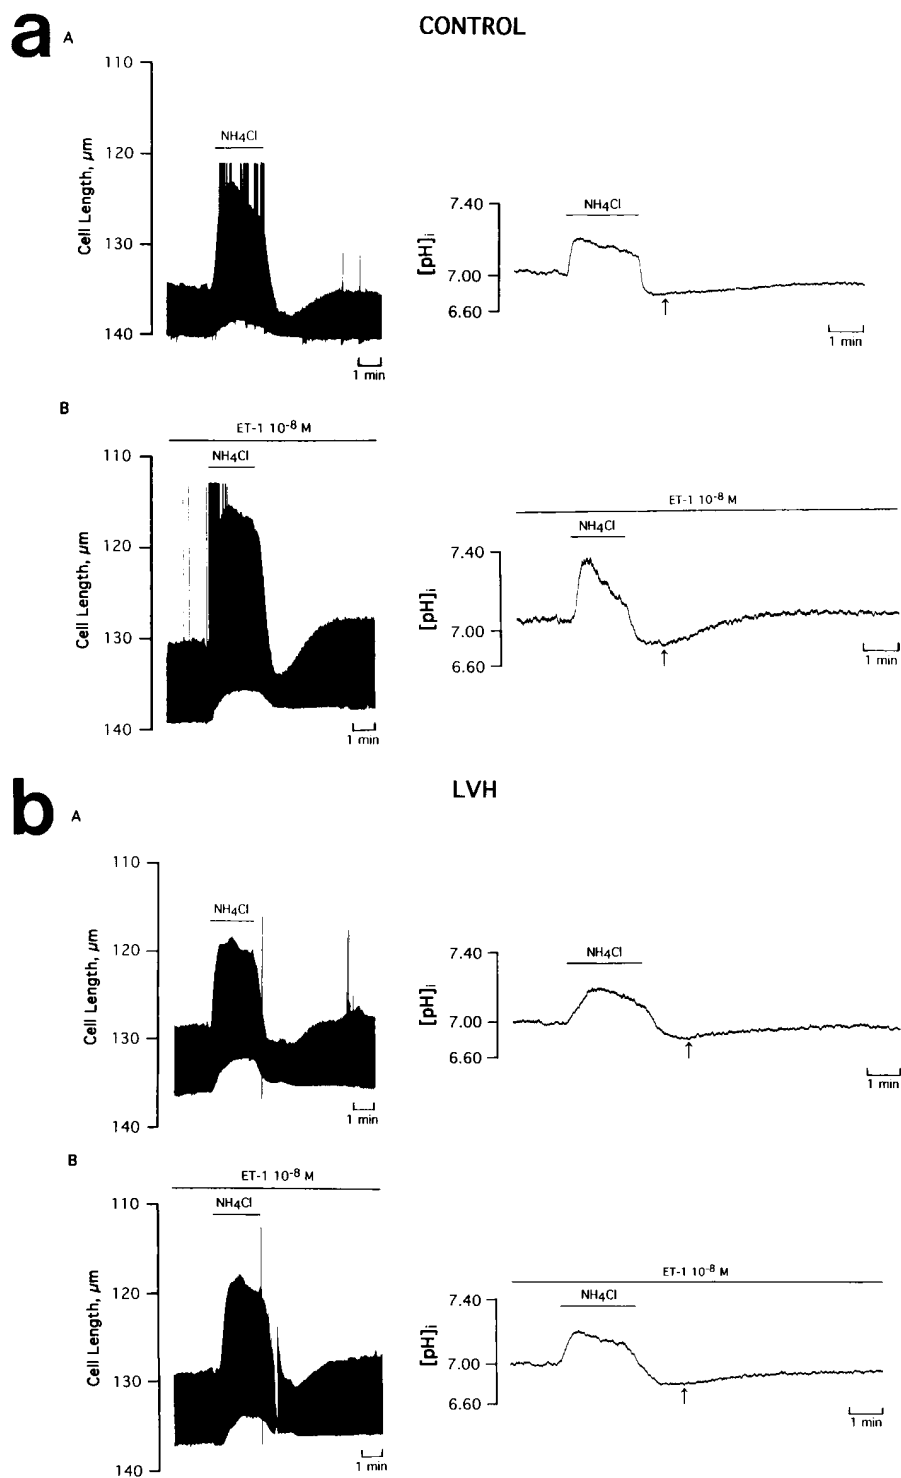 a
A
CONTROL
110
120
130
140
Cell Length, µm
NH4Cl
1 min
7.40
7.00
6.60
[pH]i
NH4Cl
1 min
B
ET-1 10-8 M
110
120
130
140
Cell Length, µm
NH4Cl
1 min
ET-1 10-8 M
7.40
7.00
6.60
[pH]i
NH4Cl
1 min
b
A
LVH
110
120
130
140
Cell Length, µm
NH4Cl
1 min
7.40
7.00
6.60
[pH]i
NH4Cl
1 min
B
ET-1 10-8 M
110
120
130
140
Cell Length, µm
NH4Cl
1 min
ET-1 10-8 M
7.40
7.00
6.60
[pH]i
NH4Cl
1 min